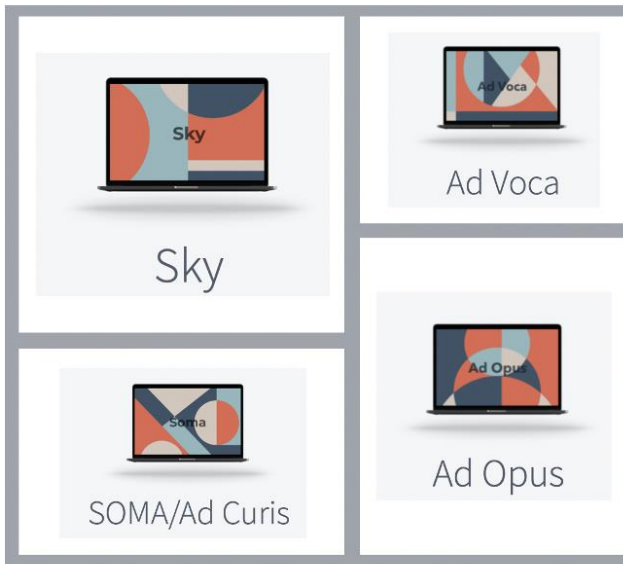 Sky
Sky
Ad Voca
Ad Voca
Soma
SOMA/Ad Curis
Ad Opus
Ad Opus